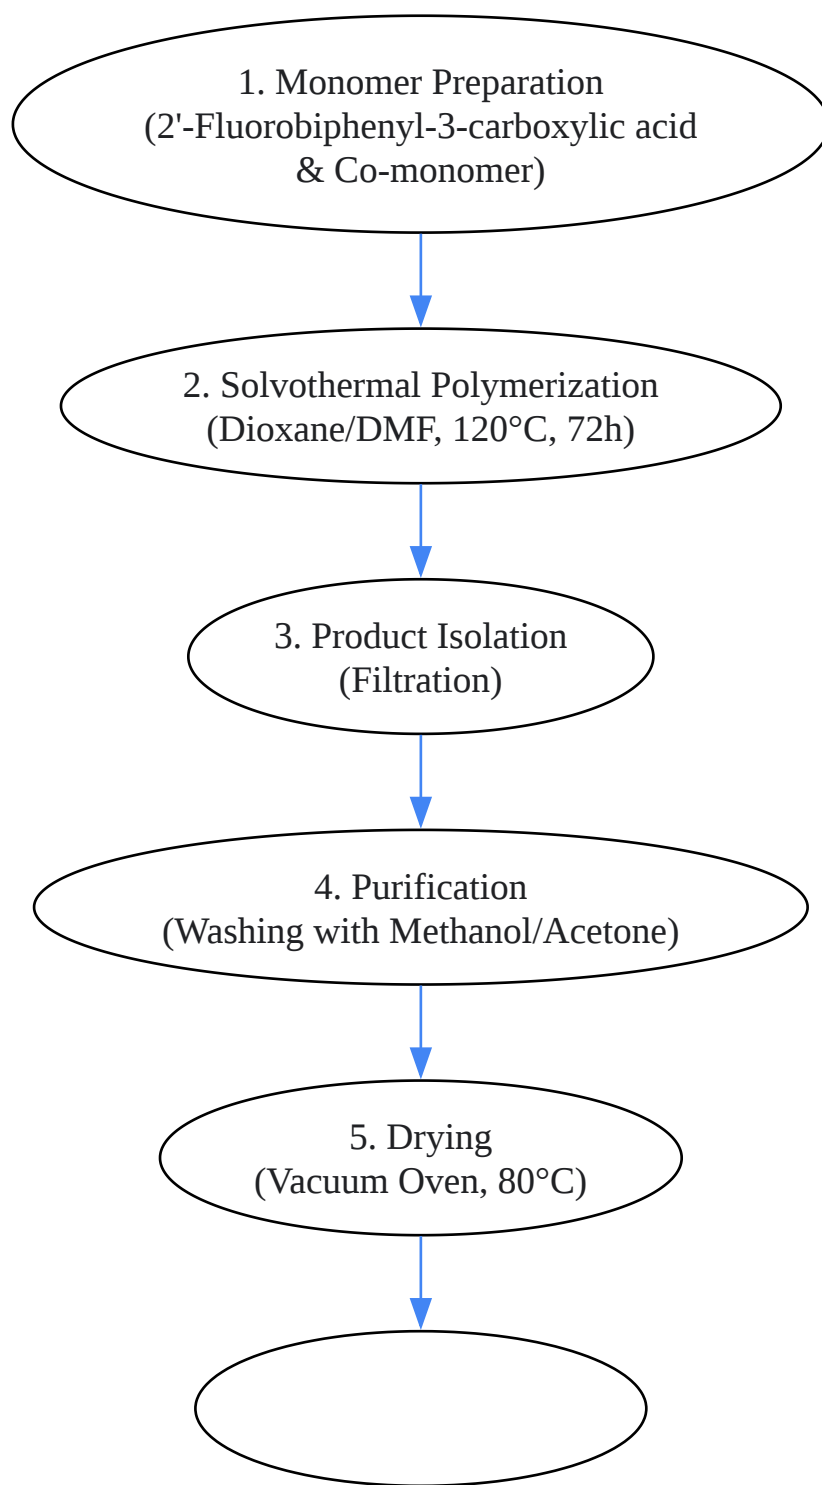 1. Monomer Preparation
(2'-Fluorobiphenyl-3-carboxylic acid
& Co-monomer)
2. Solvothermal Polymerization
(Dioxane/DMF, 120°C, 72h)
3. Product Isolation
(Filtration)
4. Purification
(Washing with Methanol/Acetone)
5. Drying
(Vacuum Oven, 80°C)